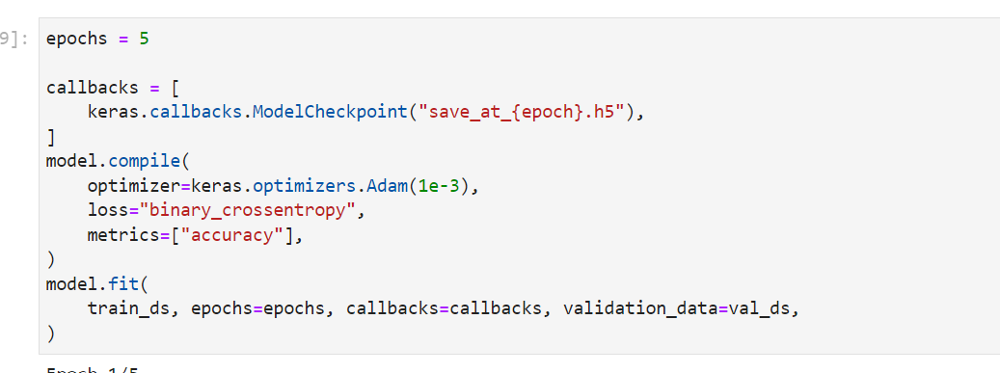 9]:
epochs = 5
callbacks = [
    keras.callbacks.ModelCheckpoint("save_at_{epoch}.h5"),
]
model.compile(
    optimizer=keras.optimizers.Adam(1e-3),
    loss="binary_crossentropy",
    metrics=["accuracy"],
)
model.fit(
    train_ds, epochs=epochs, callbacks=callbacks, validation_data=val_ds,
)
Epoch 1/5